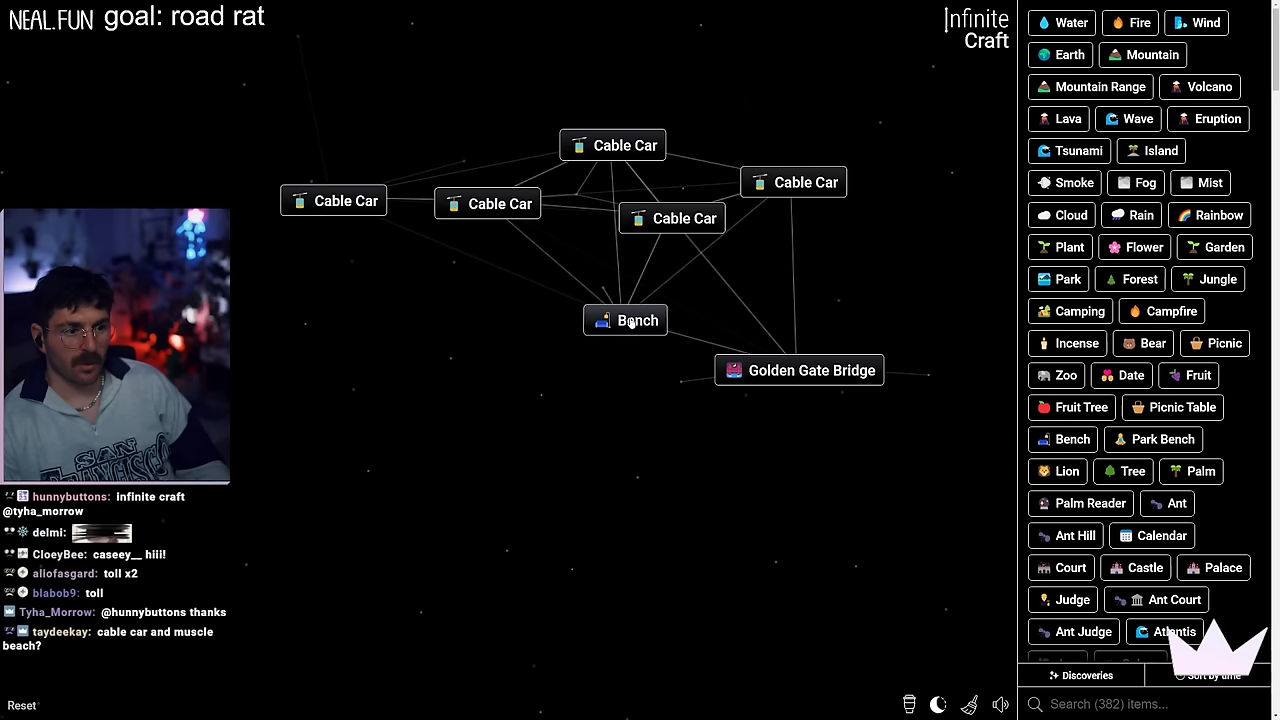 NEAL.FUN goal: road rat
Infinite
Craft
Cable Car
Cable Car
Cable Car
Cable Car
Cable Car
Bench
Golden Gate Bridge
SAN
FRANCISCO
hunnybuttons: infinite craft
@tyha_morrow
delmi:
CloeyBee: caseey__ hiii!
aliofasgard: toll x2
blabob9: toll
Tyha_Morrow: @hunnybuttons thanks
taydeekay: cable car and muscle
beach?
Reset
Water Fire Wind
Earth Mountain
Mountain Range Volcano
Lava Wave Eruption
Tsunami Island
Smoke Fog Mist
Cloud Rain Rainbow
Plant Flower Garden
Park Forest Jungle
Camping Campfire
Incense Bear Picnic
Zoo Date Fruit
Fruit Tree Picnic Table
Bench Park Bench
Lion Tree Palm
Palm Reader Ant
Ant Hill Calendar
Court Castle Palace
Judge Ant Court
Ant Judge Atlantis
Discoveries Sort by time
Search (382) items...